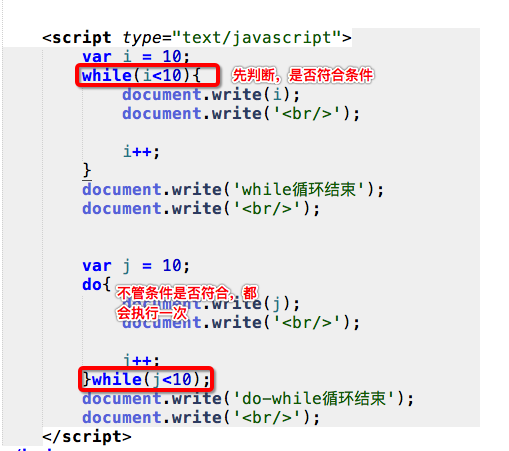 <script type="text/javascript">
var i = 10;
while(i<10){ 先判断，是否符合条件
document.write(i);
document.write('<br/>');
i++;
}
document.write('while循环结束');
document.write('<br/>');
var j = 10;
do{ 不管条件是否符合，都
会执行一次
document.write(j);
document.write('<br/>');
j++;
}while(j<10);
document.write('do-while循环结束');
document.write('<br/>');
</script>